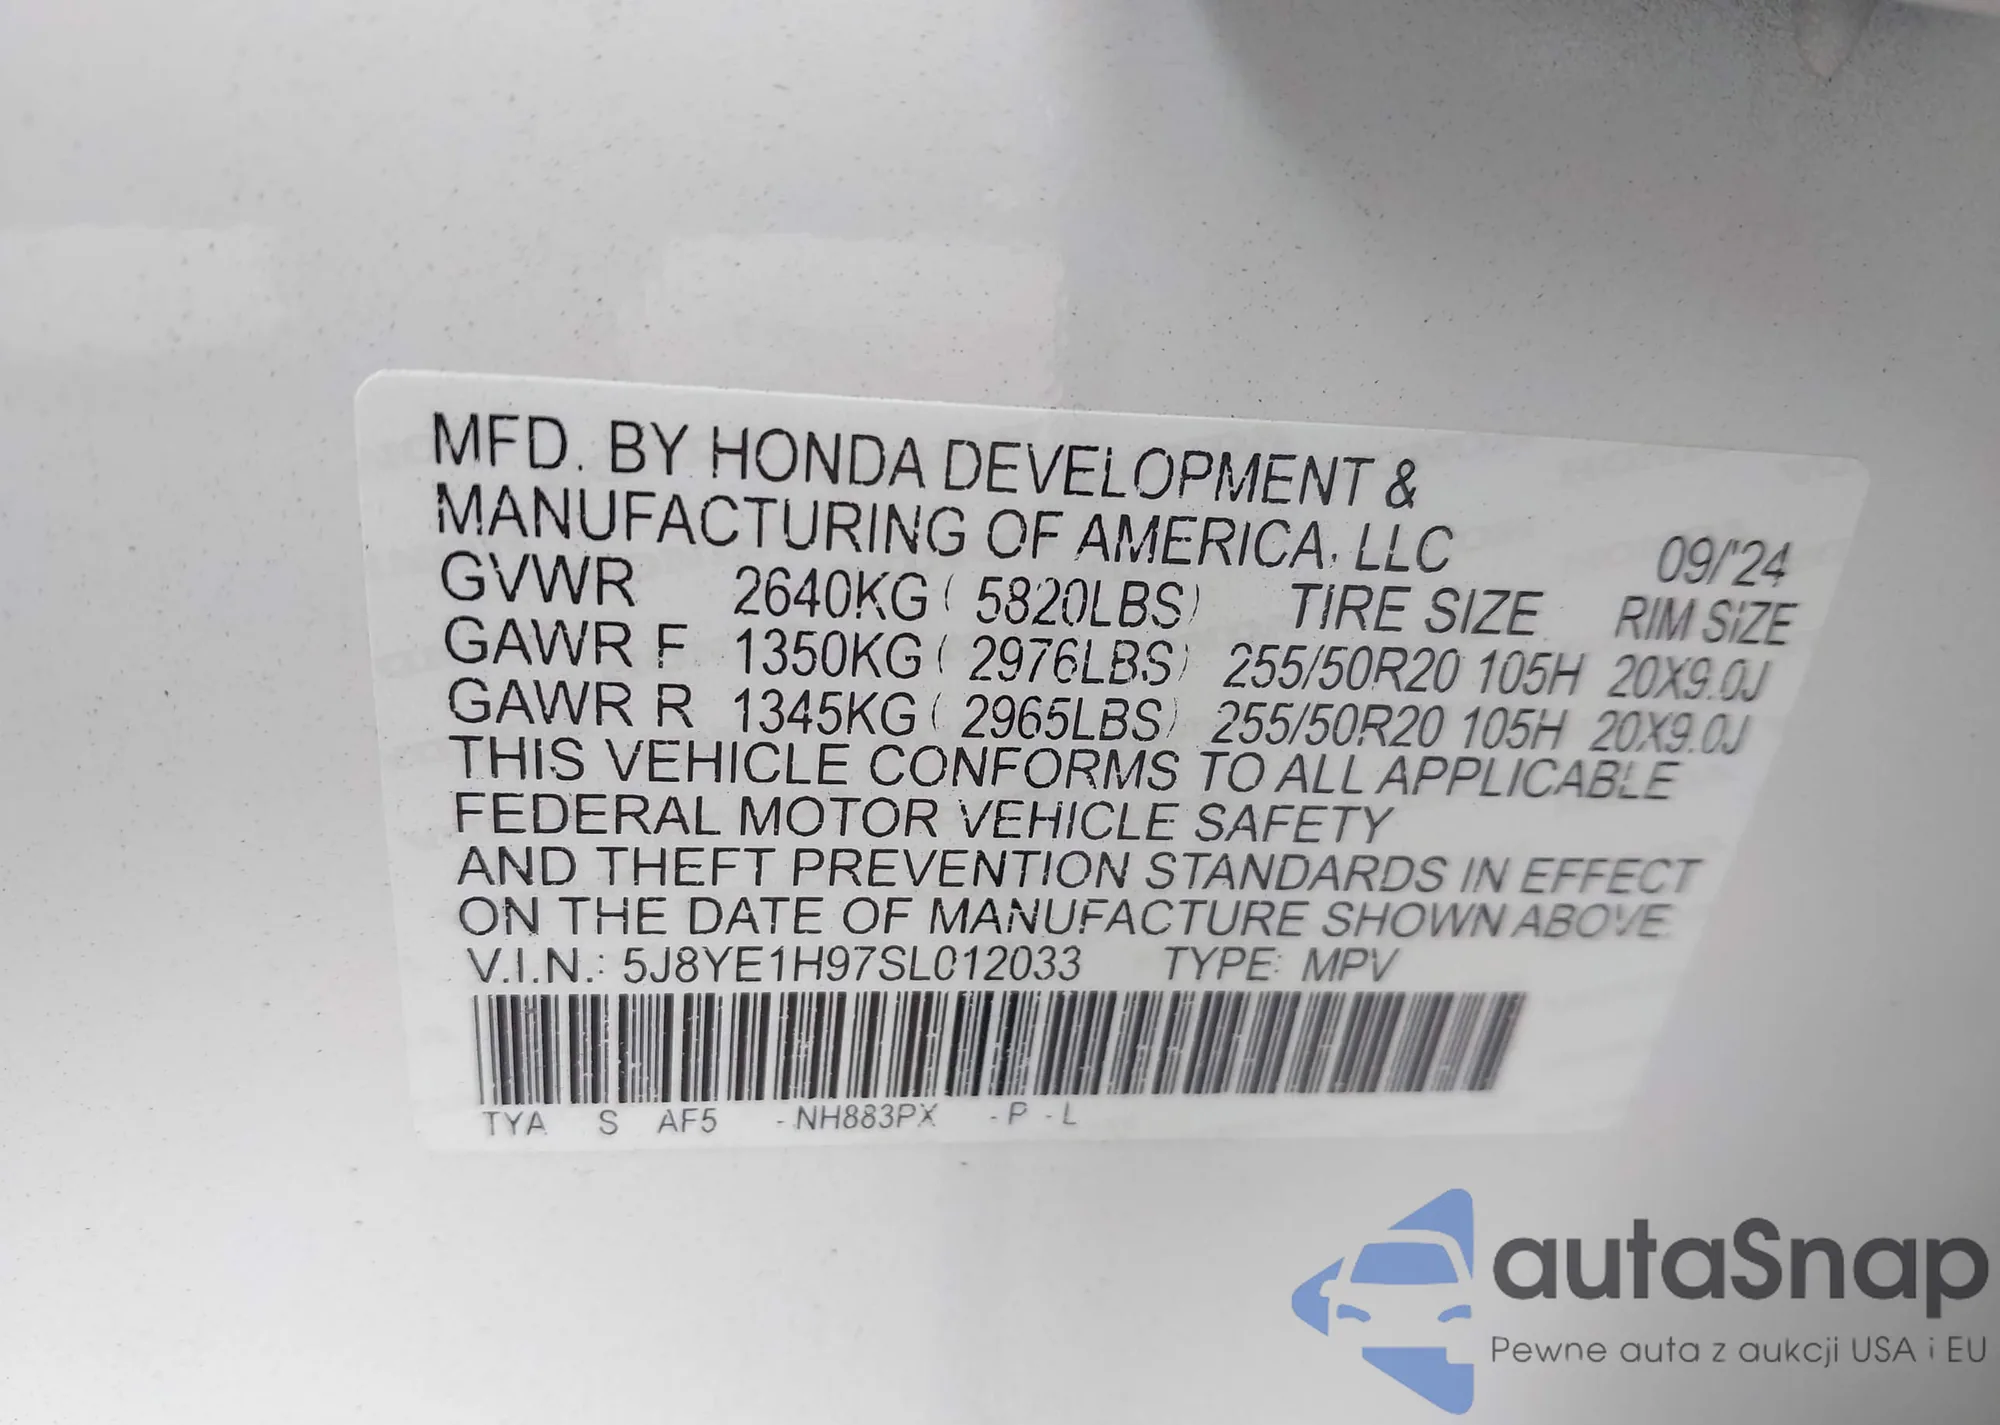 MFD. BY HONDA DEVELOPMENT &
MANUFACTURING OF AMERICA, LLC 09/'24
GVWR 2640KG ( 5820LBS) TIRE SIZE RIM SIZE
GAWR F 1350KG ( 2976LBS) 255/50R20 105H 20X9.0J
GAWR R 1345KG ( 2965LBS) 255/50R20 105H 20X9.0J
THIS VEHICLE CONFORMS TO ALL APPLICABLE
FEDERAL MOTOR VEHICLE SAFETY
AND THEFT PREVENTION STANDARDS IN EFFECT
ON THE DATE OF MANUFACTURE SHOWN ABOVE.
V.I.N.: 5J8YE1H97SL012033 TYPE: MPV
TYA S AF5 -NH883PX -P -L
autaSnap
Pewne auta z aukcji USA i EU